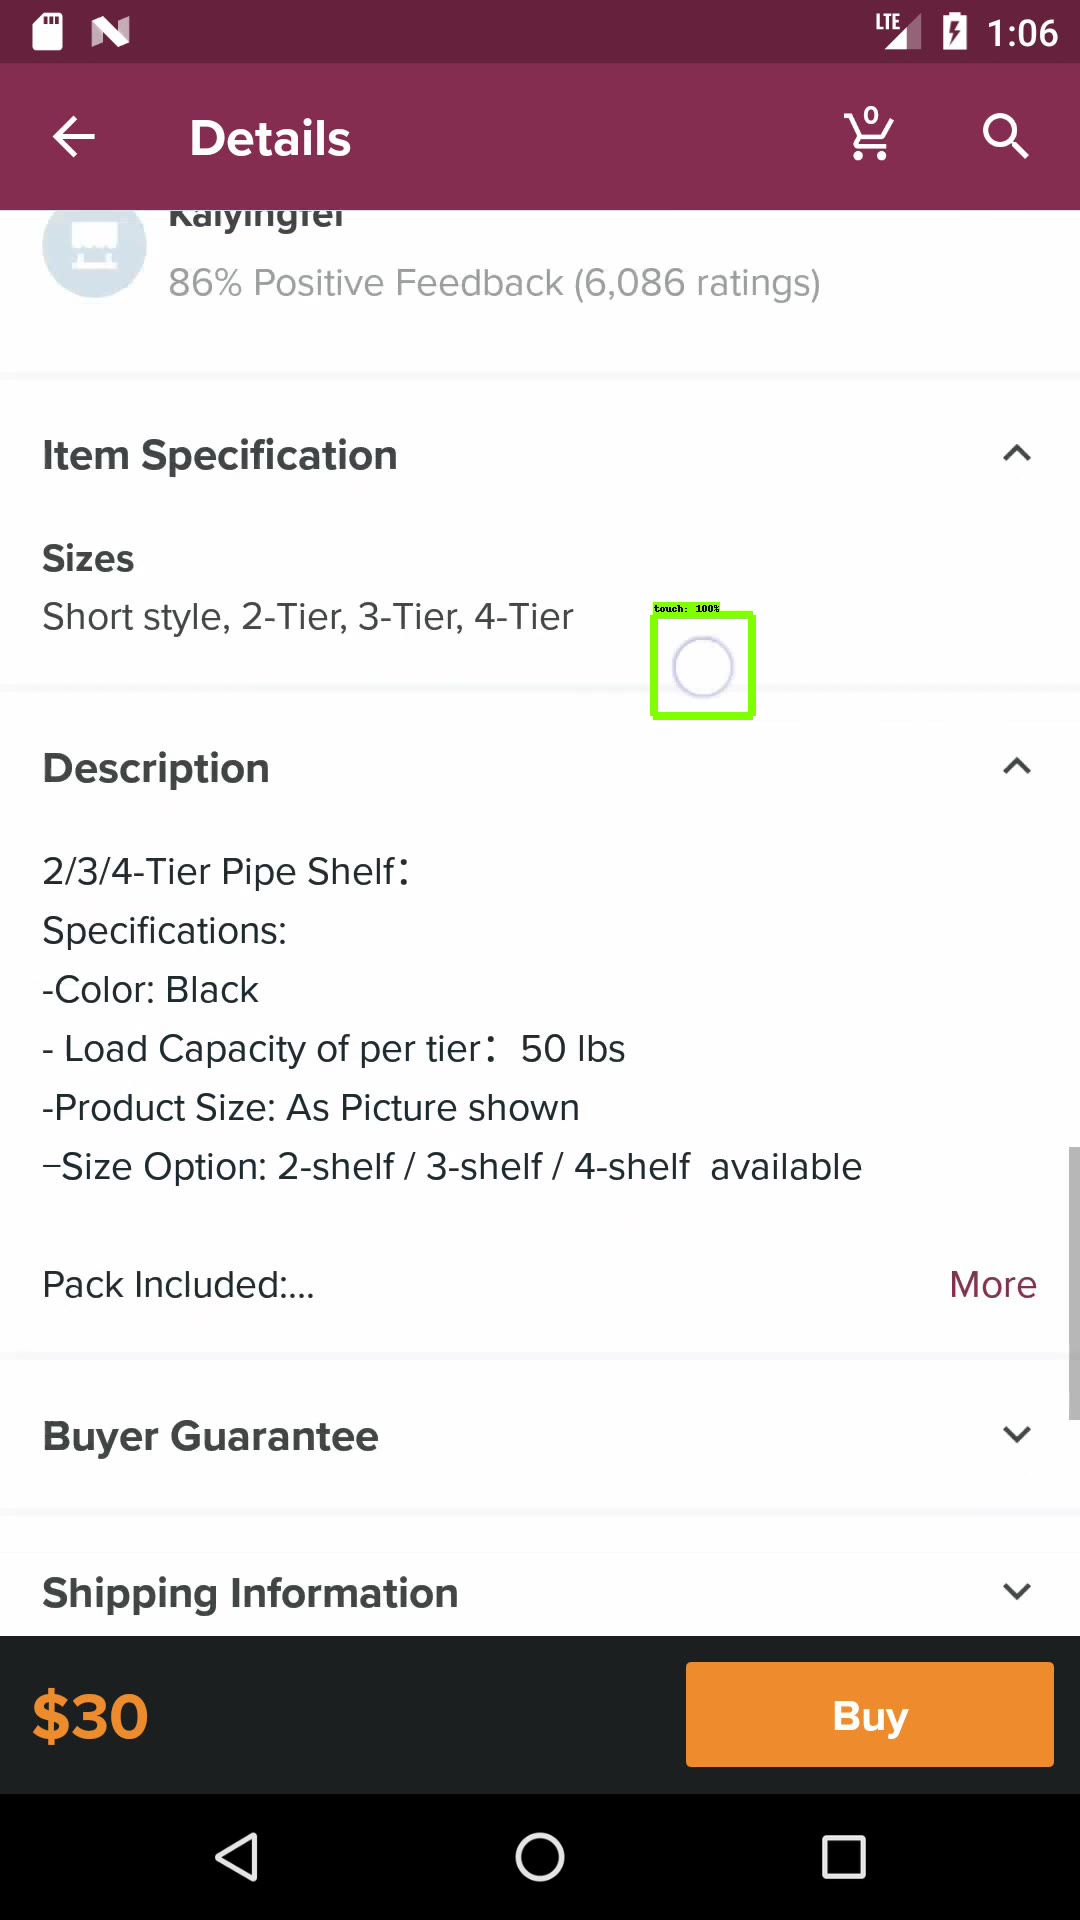 LTE 1:06
Details 0
Kaiyingfei
86% Positive Feedback (6,086 ratings)
Item Specification
Sizes
Short style, 2-Tier, 3-Tier, 4-Tier
touch: 100%
Description
2/3/4-Tier Pipe Shelf：
Specifications:
-Color: Black
- Load Capacity of per tier： 50 lbs
-Product Size: As Picture shown
–Size Option: 2-shelf / 3-shelf / 4-shelf  available
Pack Included:... More
Buyer Guarantee
Shipping Information
$30 Buy